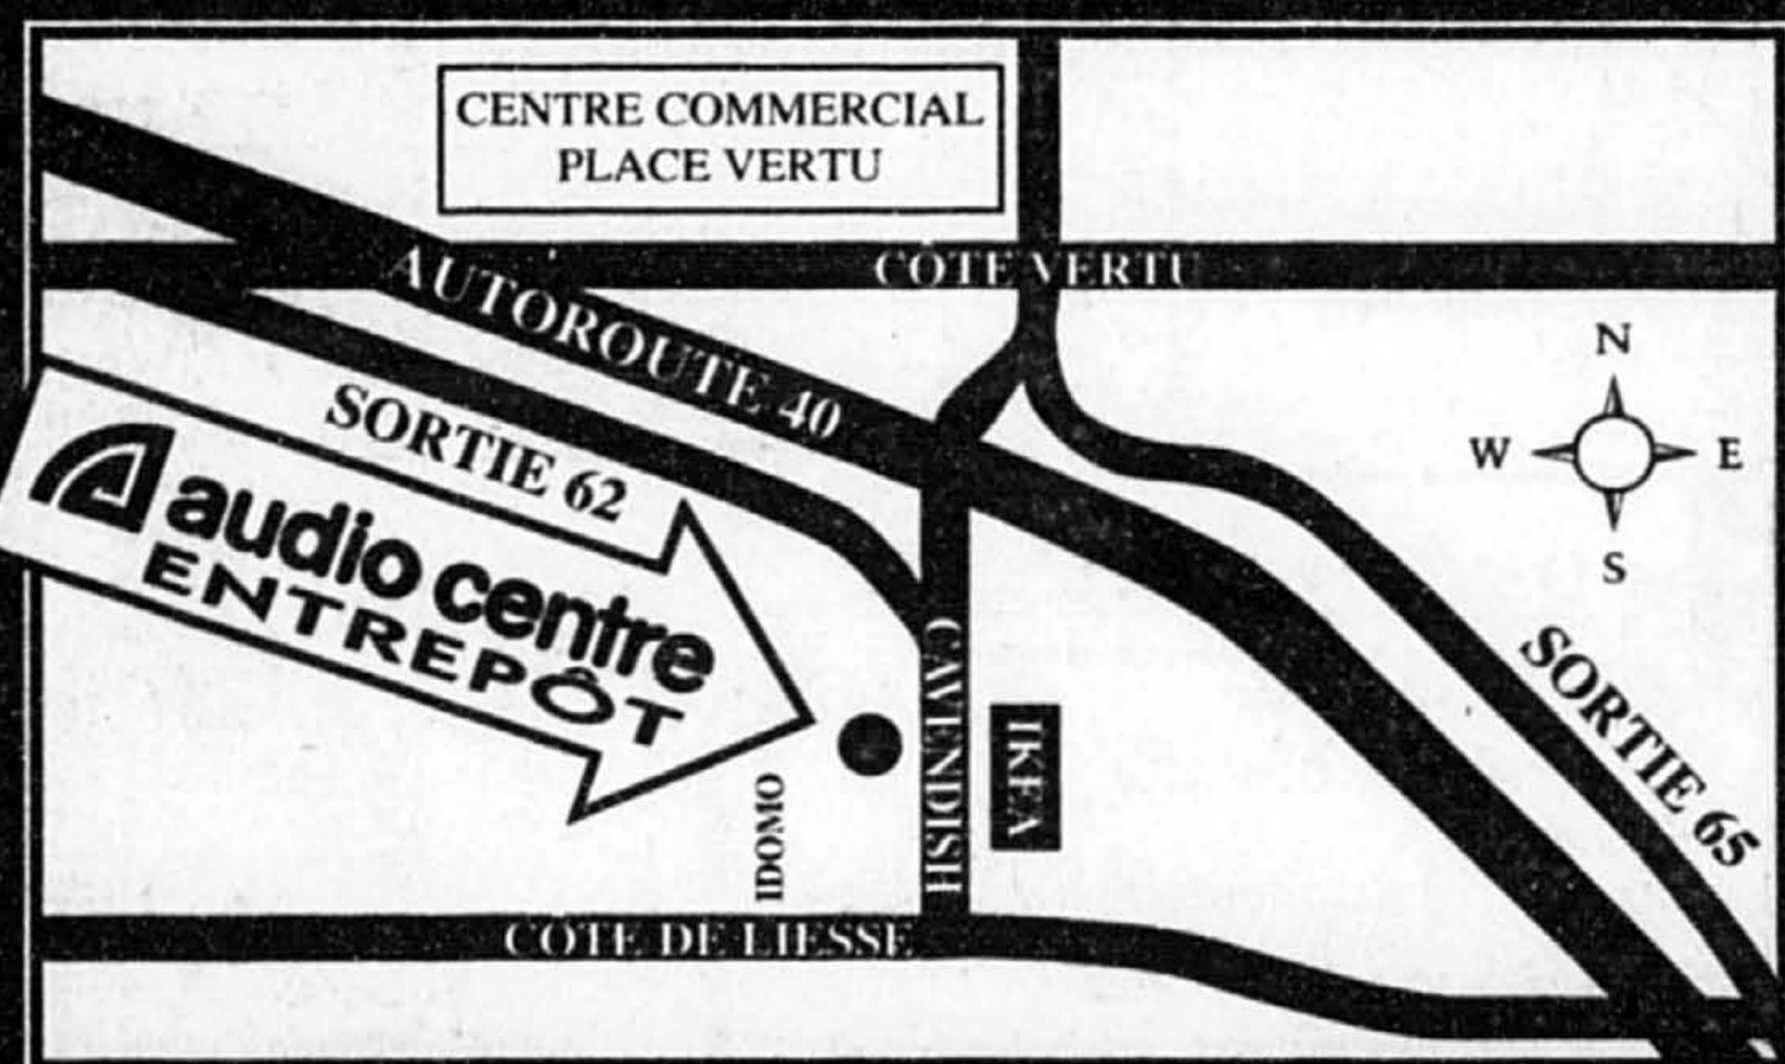 CENTRE COMMERCIAL
PLACE VERTU
AUTOROUTE 40
COTE VERTU
SORTIE 62
audio centre
ENTREPÔT
N
W
E
S
SORTIE 65
CAVENDISH
IKEA
IDOMO
COTE DE LIESSE